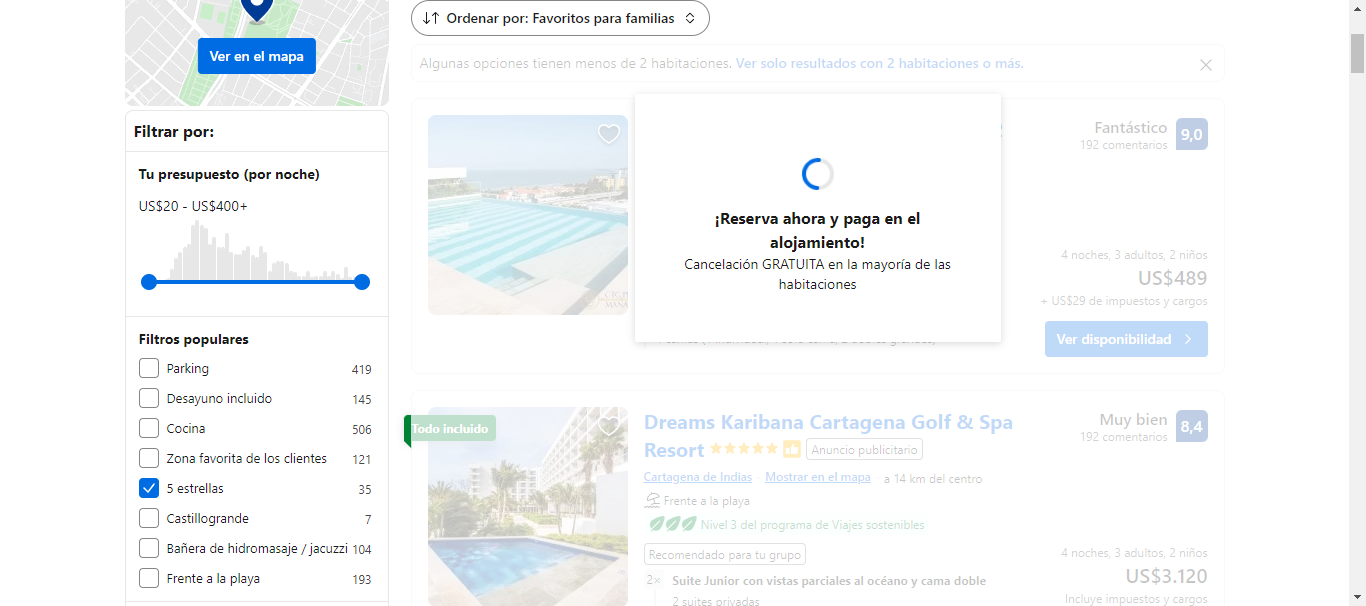 Ver en el mapa
Filtrar por:
Tu presupuesto (por noche)
US$20 - US$400+
Filtros populares
Parking 419
Desayuno incluido 145
Cocina 506
Zona favorita de los clientes 121
5 estrellas 35
Castillogrande 7
Bañera de hidromasaje / jacuzzi 104
Frente a la playa 193
Ordenar por: Favoritos para familias
Algunas opciones tienen menos de 2 habitaciones. Ver solo resultados con 2 habitaciones o más.
Fantástico 9,0
192 comentarios
¡Reserva ahora y paga en el
alojamiento!
Cancelación GRATUITA en la mayoría de las
habitaciones
4 noches, 3 adultos, 2 niños
US$489
+ US$29 de impuestos y cargos
Ver disponibilidad
Todo incluido
Dreams Karibana Cartagena Golf & Spa
Resort Anuncio publicitario
Muy bien 8,4
192 comentarios
Cartagena de Indias Mostrar en el mapa a 14 km del centro
Frente a la playa
Nivel 3 del programa de Viajes sostenibles
Recomendado para tu grupo
2× Suite Junior con vistas parciales al océano y cama doble
2 suites privadas
4 noches, 3 adultos, 2 niños
US$3.120
Incluye impuestos y cargos